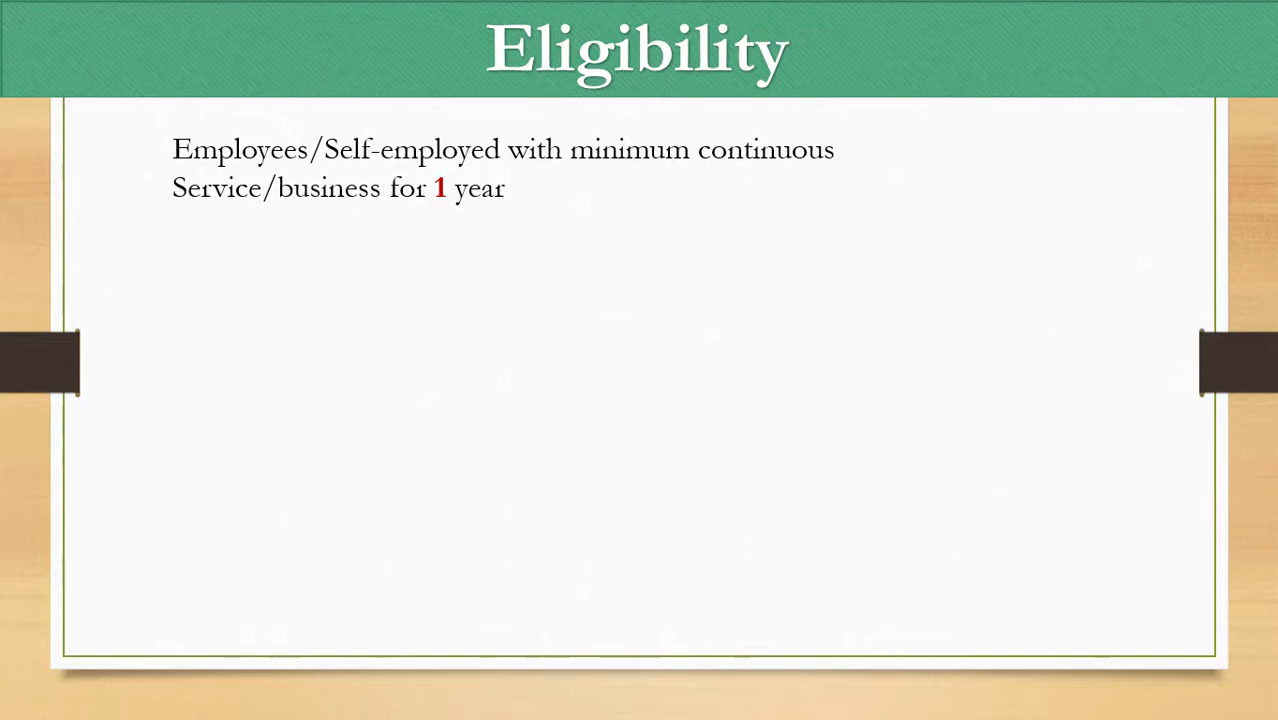 Eligibility
Employees/Self-employed with minimum continuous
Service/business for 1 year